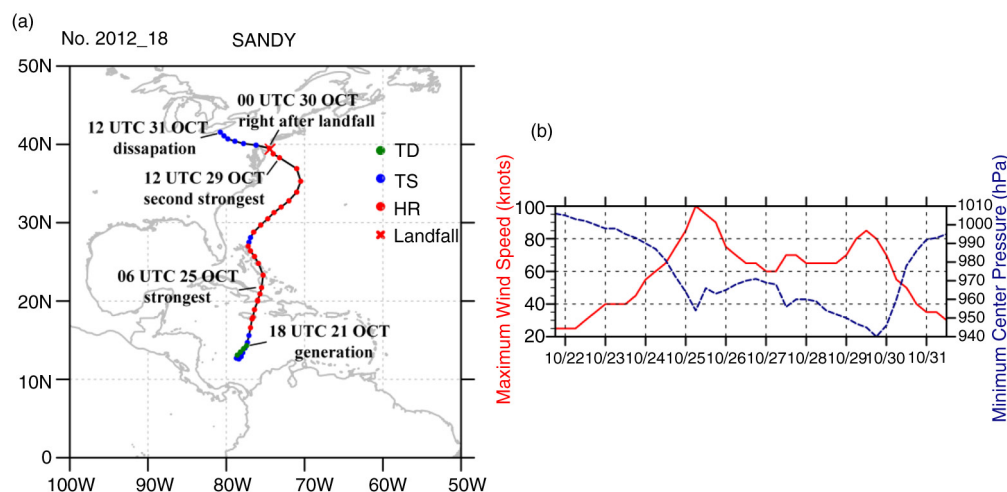 (a)
No. 2012_18 SANDY
50N
40N
30N
20N
10N
0
100W 90W 80W 70W 60W 50W
00 UTC 30 OCT
right after landfall
12 UTC 31 OCT
dissapation
12 UTC 29 OCT
second strongest
06 UTC 25 OCT
strongest
18 UTC 21 OCT
generation
TD
TS
HR
Landfall
(b)
Maximum Wind Speed (knots)
100
80
60
40
20
10/22 10/23 10/24 10/25 10/26 10/27 10/28 10/29 10/30 10/31
1010
1000
990
980
970
960
950
940
Minimum Center Pressure (hPa)